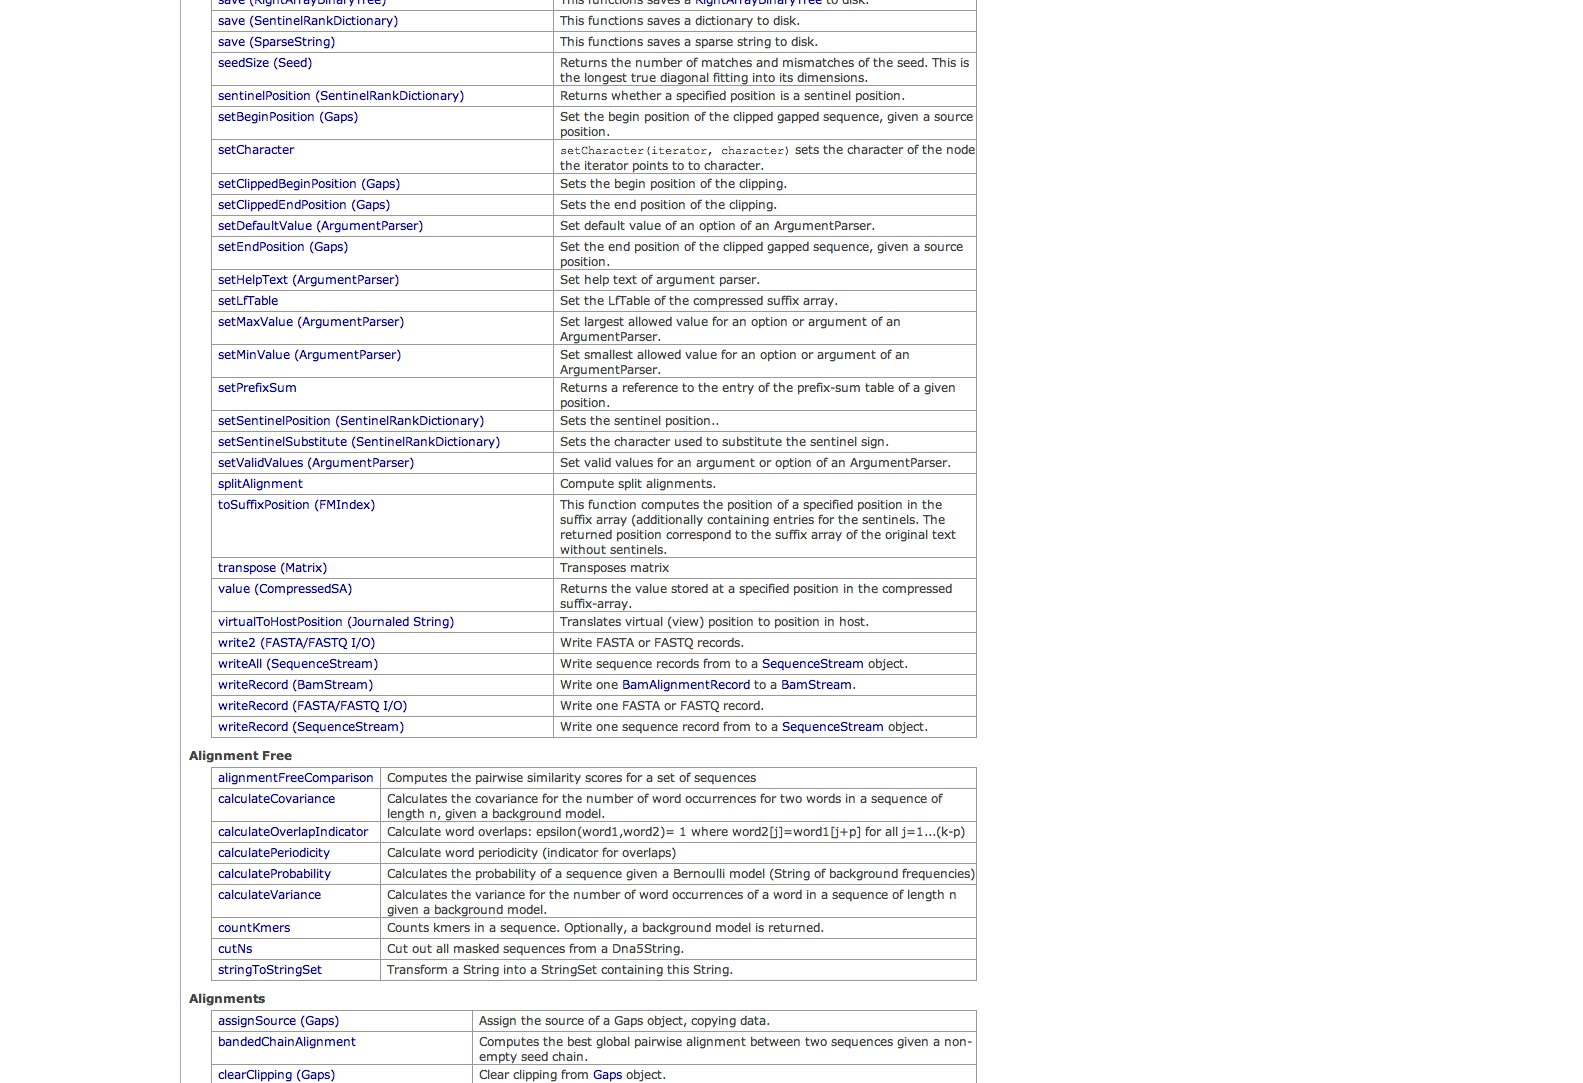 save (RightArrayBinaryTree) This functions saves a RightArrayBinaryTree to disk.
save (SentinelRankDictionary) This functions saves a dictionary to disk.
save (SparseString) This functions saves a sparse string to disk.
seedSize (Seed) Returns the number of matches and mismatches of the seed. This is
the longest true diagonal fitting into its dimensions.
sentinelPosition (SentinelRankDictionary) Returns whether a specified position is a sentinel position.
setBeginPosition (Gaps) Set the begin position of the clipped gapped sequence, given a source
position.
setCharacter setCharacter(iterator, character) sets the character of the node
the iterator points to to character.
setClippedBeginPosition (Gaps) Sets the begin position of the clipping.
setClippedEndPosition (Gaps) Sets the end position of the clipping.
setDefaultValue (ArgumentParser) Set default value of an option of an ArgumentParser.
setEndPosition (Gaps) Set the end position of the clipped gapped sequence, given a source
position.
setHelpText (ArgumentParser) Set help text of argument parser.
setLfTable Set the LfTable of the compressed suffix array.
setMaxValue (ArgumentParser) Set largest allowed value for an option or argument of an
ArgumentParser.
setMinValue (ArgumentParser) Set smallest allowed value for an option or argument of an
ArgumentParser.
setPrefixSum Returns a reference to the entry of the prefix-sum table of a given
position.
setSentinelPosition (SentinelRankDictionary) Sets the sentinel position..
setSentinelSubstitute (SentinelRankDictionary) Sets the character used to substitute the sentinel sign.
setValidValues (ArgumentParser) Set valid values for an argument or option of an ArgumentParser.
splitAlignment Compute split alignments.
toSuffixPosition (FMIndex) This function computes the position of a specified position in the
suffix array (additionally containing entries for the sentinels. The
returned position correspond to the suffix array of the original text
without sentinels.
transpose (Matrix) Transposes matrix
value (CompressedSA) Returns the value stored at a specified position in the compressed
suffix-array.
virtualToHostPosition (Journaled String) Translates virtual (view) position to position in host.
write2 (FASTA/FASTQ I/O) Write FASTA or FASTQ records.
writeAll (SequenceStream) Write sequence records from to a SequenceStream object.
writeRecord (BamStream) Write one BamAlignmentRecord to a BamStream.
writeRecord (FASTA/FASTQ I/O) Write one FASTA or FASTQ record.
writeRecord (SequenceStream) Write one sequence record from to a SequenceStream object.
Alignment Free
alignmentFreeComparison Computes the pairwise similarity scores for a set of sequences
calculateCovariance Calculates the covariance for the number of word occurrences for two words in a sequence of
length n, given a background model.
calculateOverlapIndicator Calculate word overlaps: epsilon(word1,word2)= 1 where word2[j]=word1[j+p] for all j=1...(k-p)
calculatePeriodicity Calculate word periodicity (indicator for overlaps)
calculateProbability Calculates the probability of a sequence given a Bernoulli model (String of background frequencies)
calculateVariance Calculates the variance for the number of word occurrences of a word in a sequence of length n
given a background model.
countKmers Counts kmers in a sequence. Optionally, a background model is returned.
cutNs Cut out all masked sequences from a Dna5String.
stringToStringSet Transform a String into a StringSet containing this String.
Alignments
assignSource (Gaps) Assign the source of a Gaps object, copying data.
bandedChainAlignment Computes the best global pairwise alignment between two sequences given a non-
empty seed chain.
clearClipping (Gaps) Clear clipping from Gaps object.